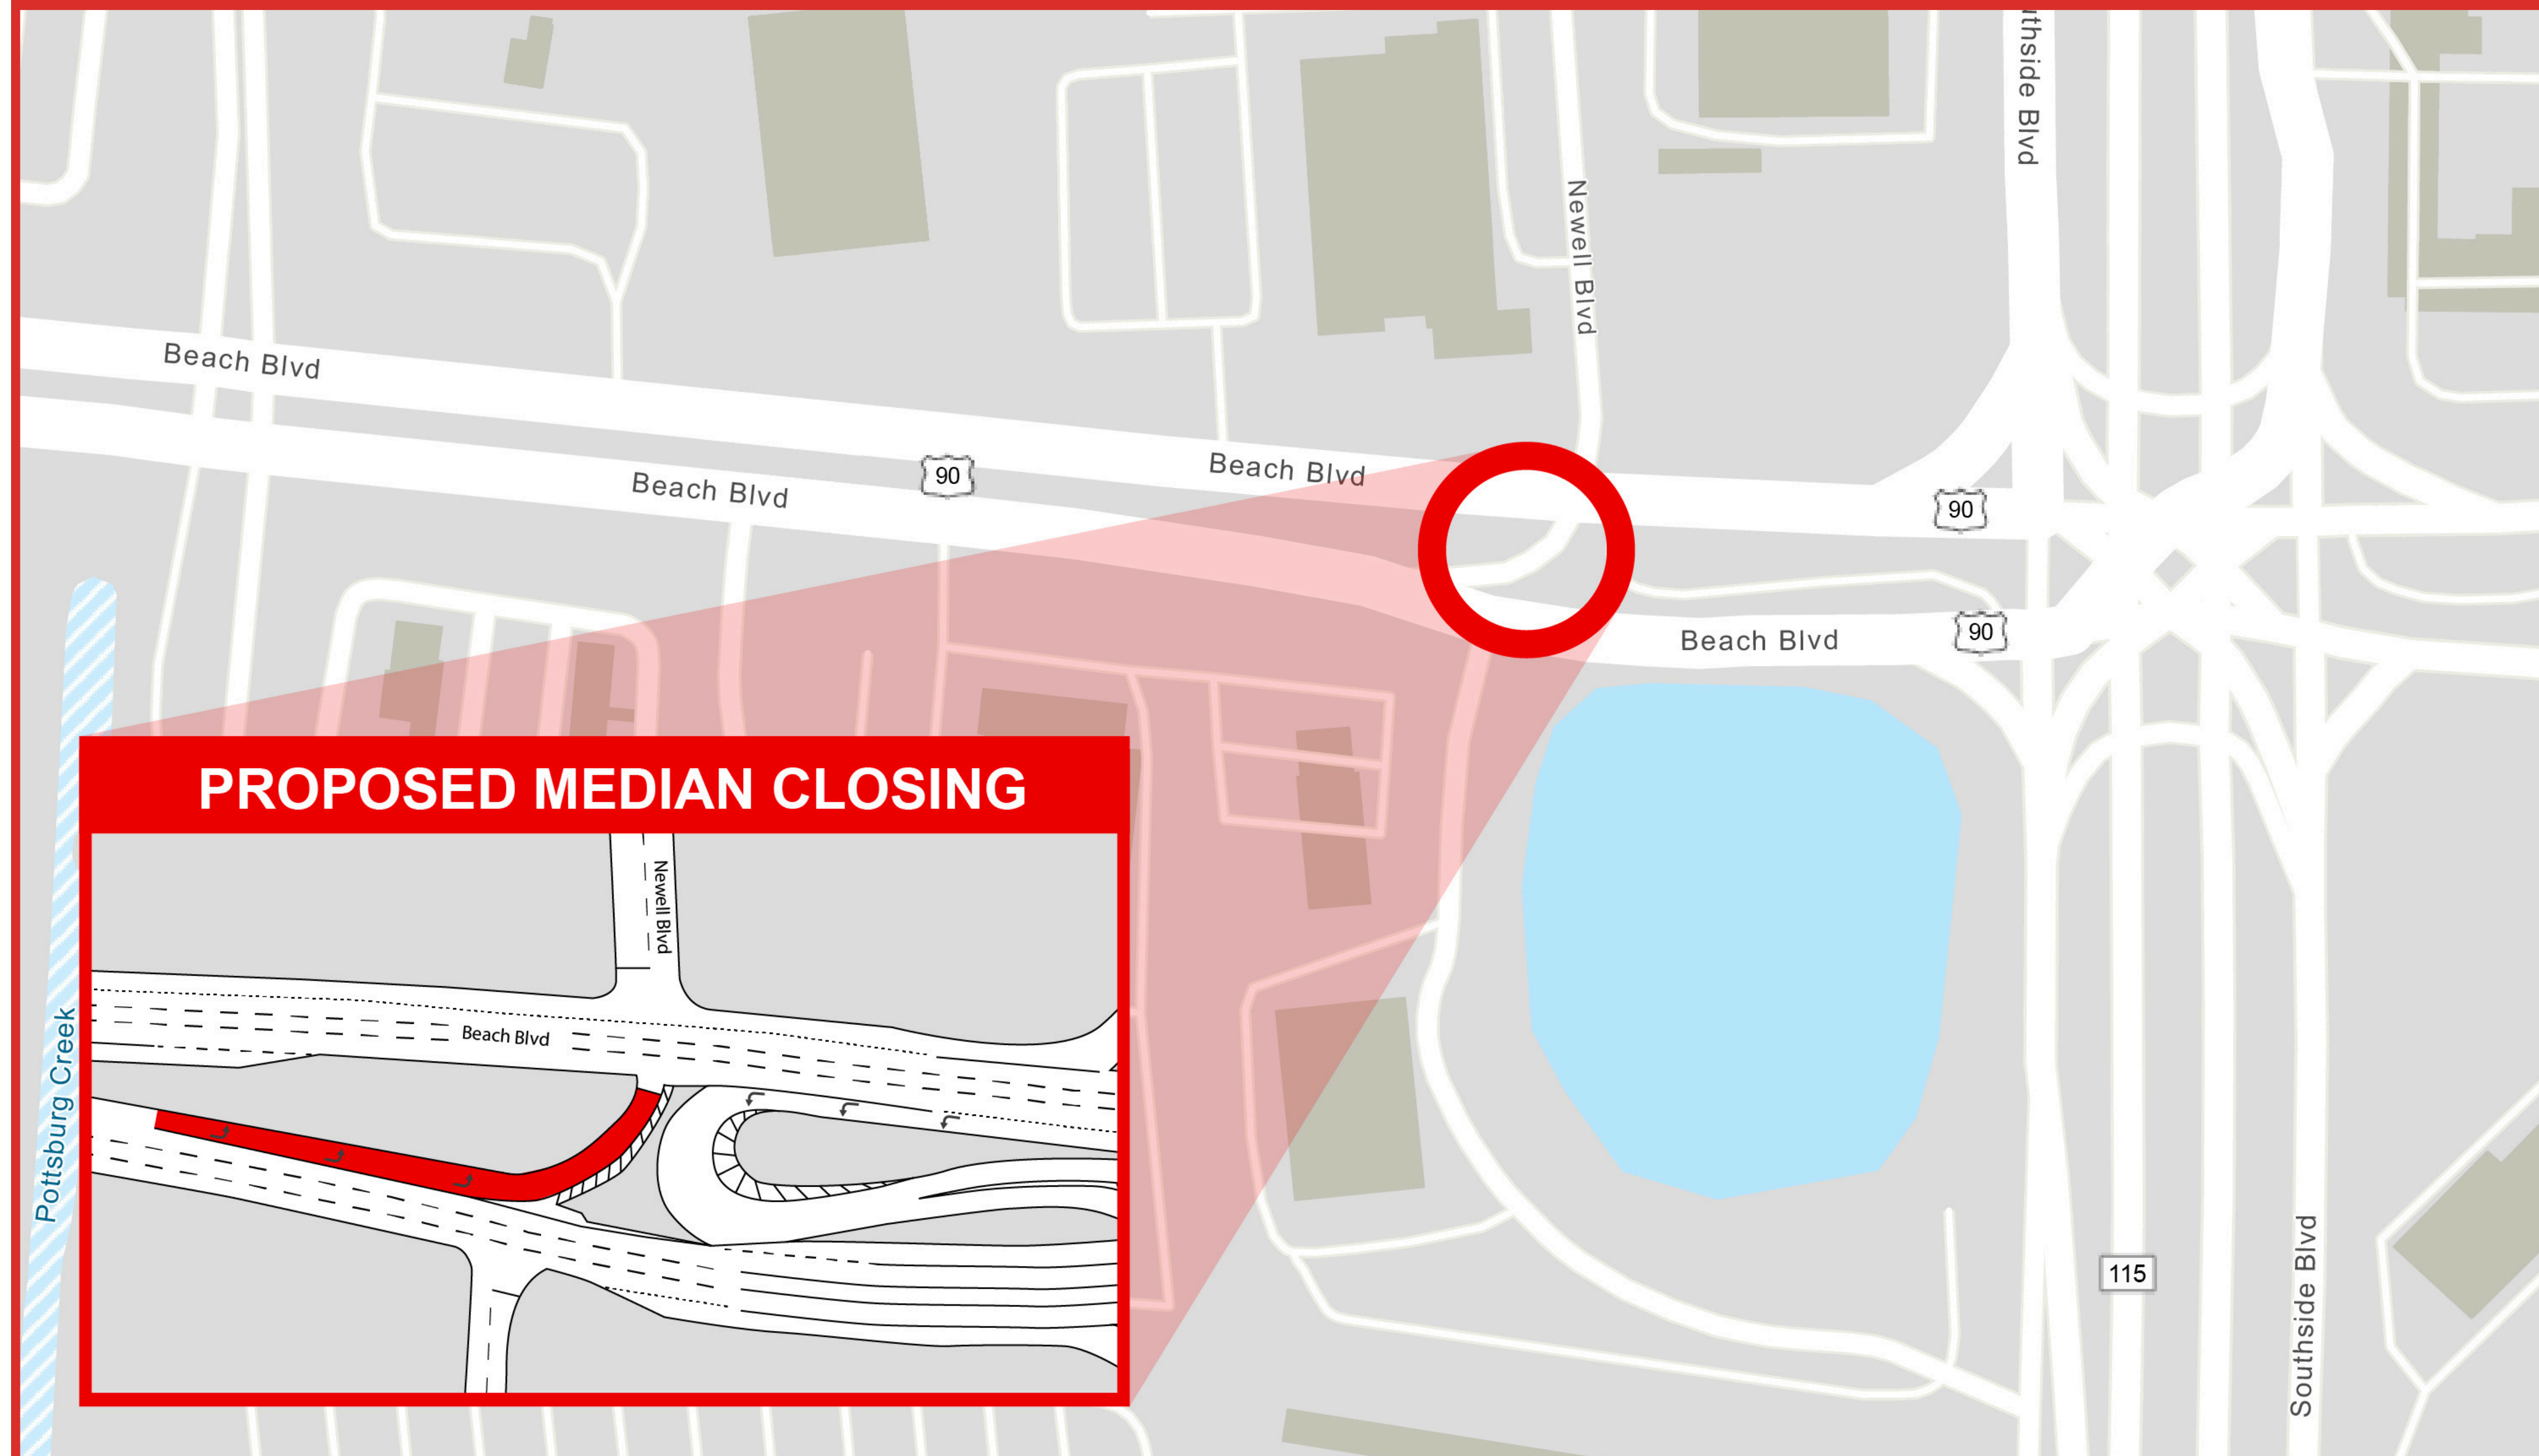 uthside Blvd
Newell Blvd
Beach Blvd
Beach Blvd
90
Beach Blvd
90
Beach Blvd
90
PROPOSED MEDIAN CLOSING
Newell Blvd
Beach Blvd
Pottsburg Creek
115
Southside Blvd